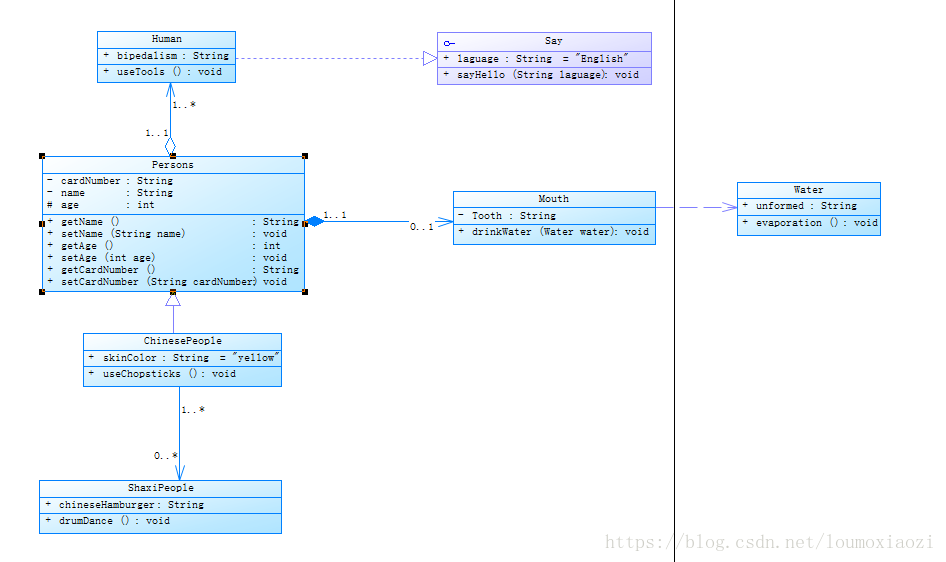 Human
+ bipedalism : String
+ useTools () : void
Say
+ laguage : String = "English"
+ sayHello (String laguage): void
1..*
1..1
Persons
- cardNumber : String
- name : String
# age : int
+ getName () : String
+ setName (String name) : void
+ getAge () : int
+ setAge (int age) : void
+ getCardNumber () : String
+ setCardNumber (String cardNumber) void
1..1
0..1
Mouth
- Tooth : String
+ drinkWater (Water water): void
Water
+ unformed : String
+ evaporation () : void
ChinesePeople
+ skinColor : String = "yellow"
+ useChopsticks () : void
1..*
0..*
ShaxiPeople
+ chineseHamburger : String
+ drumDance () : void
https://blog.csdn.net/loumoxiaozi